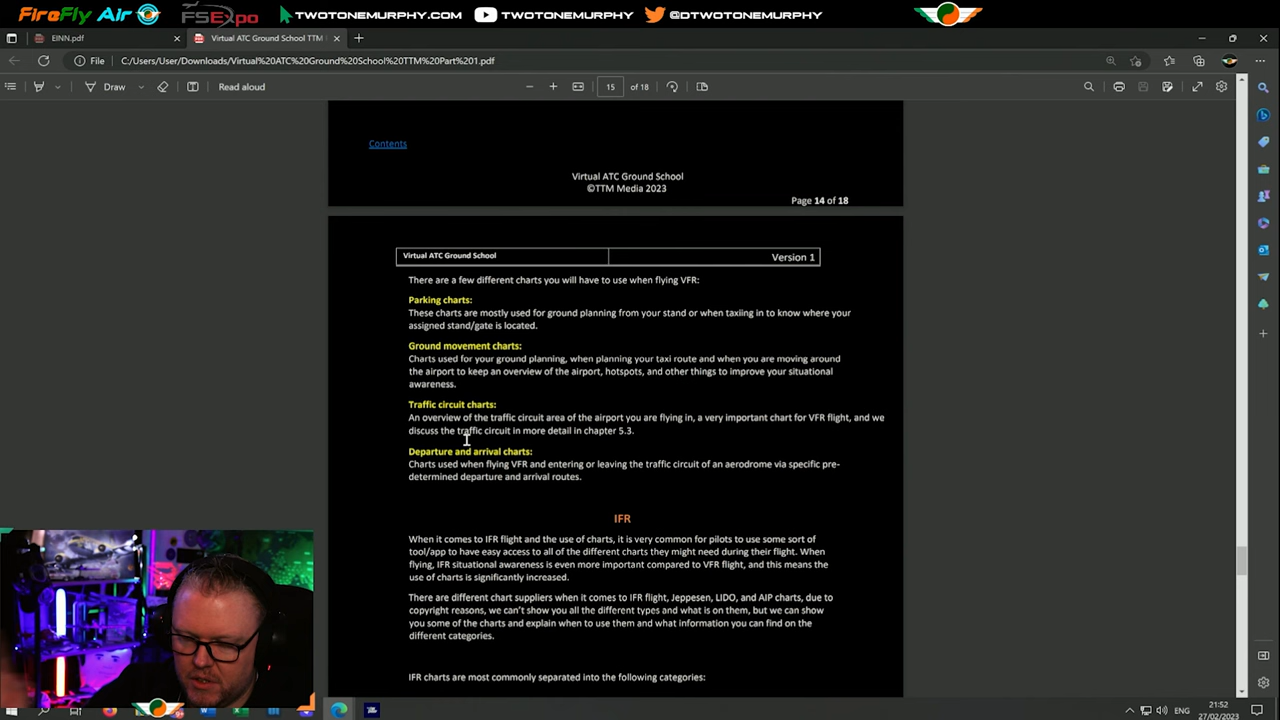 FireFly Air
FSExpo
TWOTONEMURPHY.COM
TWOTONEMURPHY
@DTWOTONEMURPHY
EINN.pdf
Virtual ATC Ground School TTM
File
C:/Users/User/Downloads/Virtual%20ATC%20Ground%20School%20TTM%20Part%201.pdf
Draw
Read aloud
15
of 18
Contents
Virtual ATC Ground School
©TTM Media 2023
Page 14 of 18
Virtual ATC Ground School
Version 1
There are a few different charts you will have to use when flying VFR:
Parking charts:
These charts are mostly used for ground planning from your stand or when taxiing in to know where your
assigned stand/gate is located.
Ground movement charts:
Charts used for your ground planning, when planning your taxi route and when you are moving around
the airport to keep an overview of the airport, hotspots, and other things to improve your situational
awareness.
Traffic circuit charts:
An overview of the traffic circuit area of the airport you are flying in, a very important chart for VFR flight, and we
discuss the traffic circuit in more detail in chapter 5.3.
Departure and arrival charts:
Charts used when flying VFR and entering or leaving the traffic circuit of an aerodrome via specific pre-
determined departure and arrival routes.
IFR
When it comes to IFR flight and the use of charts, it is very common for pilots to use some sort of
tool/app to have easy access to all of the different charts they might need during their flight. When
flying, IFR situational awareness is even more important compared to VFR flight, and this means the
use of charts is significantly increased.
There are different chart suppliers when it comes to IFR flight, Jeppesen, LIDO, and AIP charts, due to
copyright reasons, we can't show you all the different types and what is on them, but we can show
you some of the charts and explain when to use them and what information you can find on the
different categories.
IFR charts are most commonly separated into the following categories:
ENG
21:52
27/02/2023